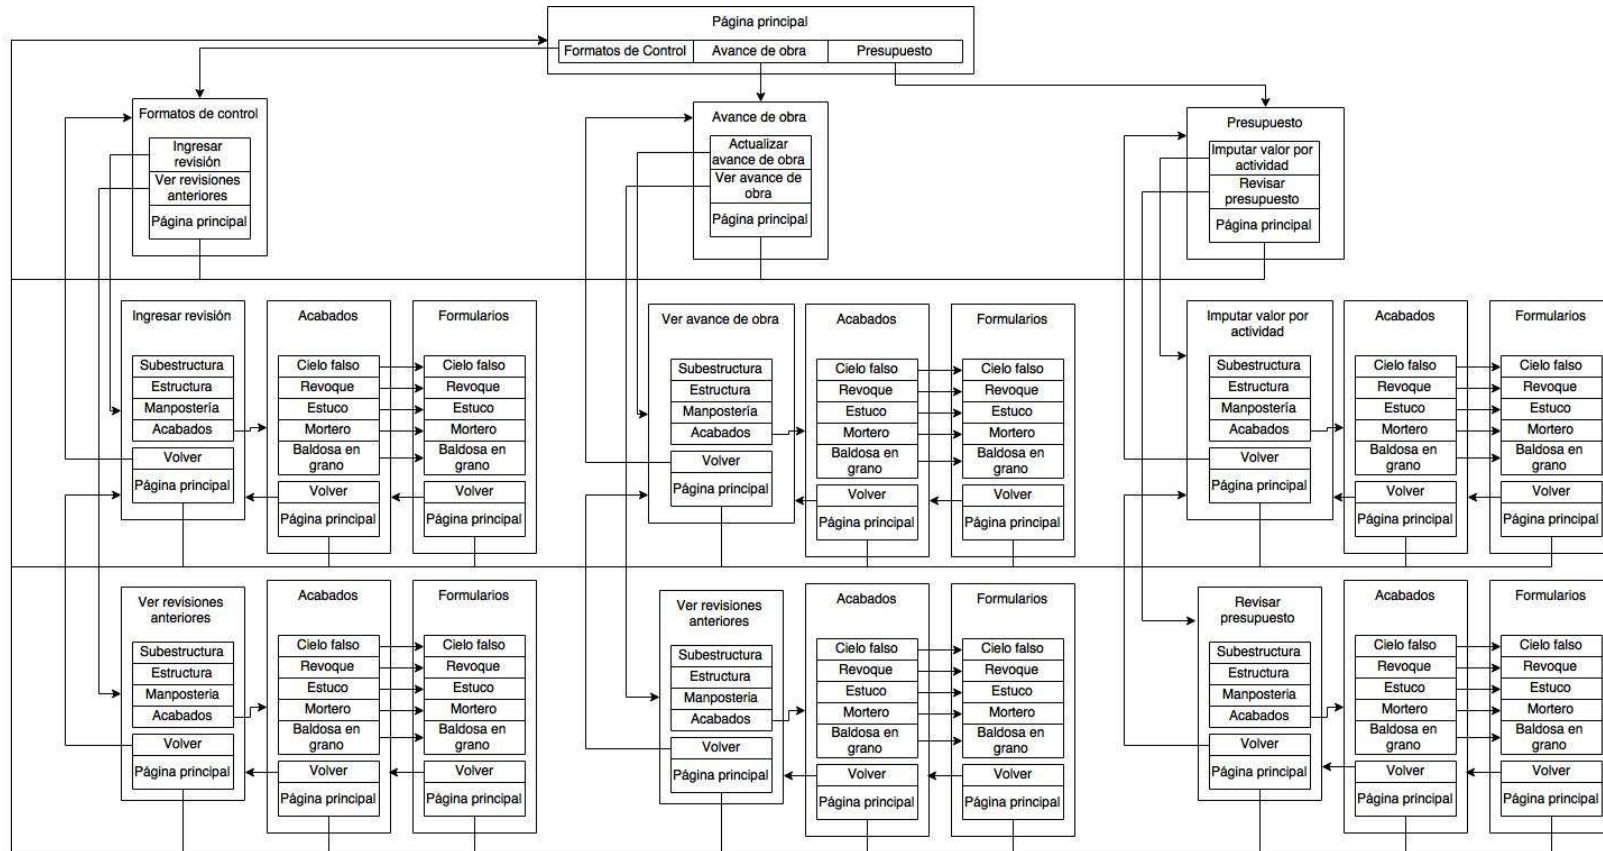 Página principal
Formatos de Control
Avance de obra
Presupuesto
Formatos de control
Ingresar
revisión
Ver revisiones
anteriores
Página principal
Avance de obra
Actualizar
avance de obra
Ver avance de
obra
Página principal
Presupuesto
Imputar valor por
actividad
Revisar
presupuesto
Página principal
Ingresar revisión
Subestructura
Estructura
Manpostería
Acabados
Volver
Página principal
Acabados
Cielo falso
Revoque
Estuco
Mortero
Baldosa en
grano
Volver
Página principal
Formularios
Cielo falso
Revoque
Estuco
Mortero
Baldosa en
grano
Volver
Página principal
Ver avance de obra
Subestructura
Estructura
Manpostería
Acabados
Volver
Página principal
Acabados
Cielo falso
Revoque
Estuco
Mortero
Baldosa en
grano
Volver
Página principal
Formularios
Cielo falso
Revoque
Estuco
Mortero
Baldosa en
grano
Volver
Página principal
Imputar valor por
actividad
Subestructura
Estructura
Manpostería
Acabados
Volver
Página principal
Acabados
Cielo falso
Revoque
Estuco
Mortero
Baldosa en
grano
Volver
Página principal
Formularios
Cielo falso
Revoque
Estuco
Mortero
Baldosa en
grano
Volver
Página principal
Ver revisiones
anteriores
Subestructura
Estructura
Manposteria
Acabados
Volver
Página principal
Acabados
Cielo falso
Revoque
Estuco
Mortero
Baldosa en
grano
Volver
Página principal
Formularios
Cielo falso
Revoque
Estuco
Mortero
Baldosa en
grano
Volver
Página principal
Ver revisiones
anteriores
Subestructura
Estructura
Manposteria
Acabados
Volver
Página principal
Acabados
Cielo falso
Revoque
Estuco
Mortero
Baldosa en
grano
Volver
Página principal
Formularios
Cielo falso
Revoque
Estuco
Mortero
Baldosa en
grano
Volver
Página principal
Revisar
presupuesto
Subestructura
Estructura
Manposteria
Acabados
Volver
Página principal
Acabados
Cielo falso
Revoque
Estuco
Mortero
Baldosa en
grano
Volver
Página principal
Formularios
Cielo falso
Revoque
Estuco
Mortero
Baldosa en
grano
Volver
Página principal